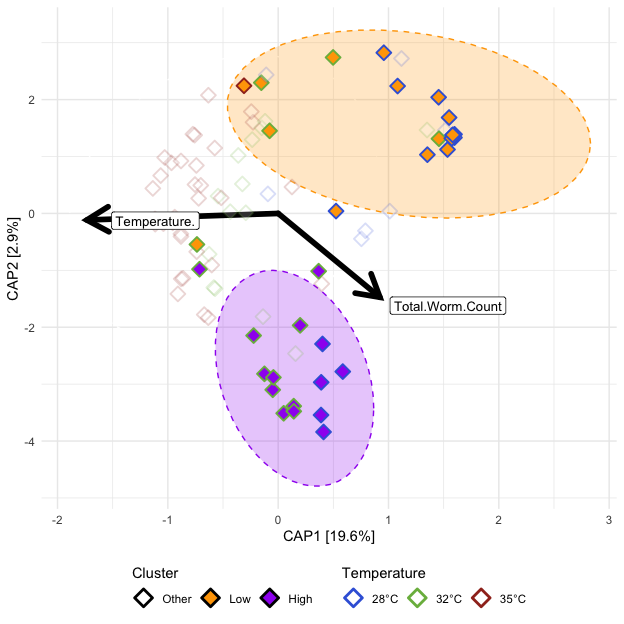 2
0
-2
-4
CAP2 [2.9%]
Temperature.
Total.Worm.Count
-2 -1 0 1 2 3
CAP1 [19.6%]
Cluster Temperature
Other Low High 28°C 32°C 35°C